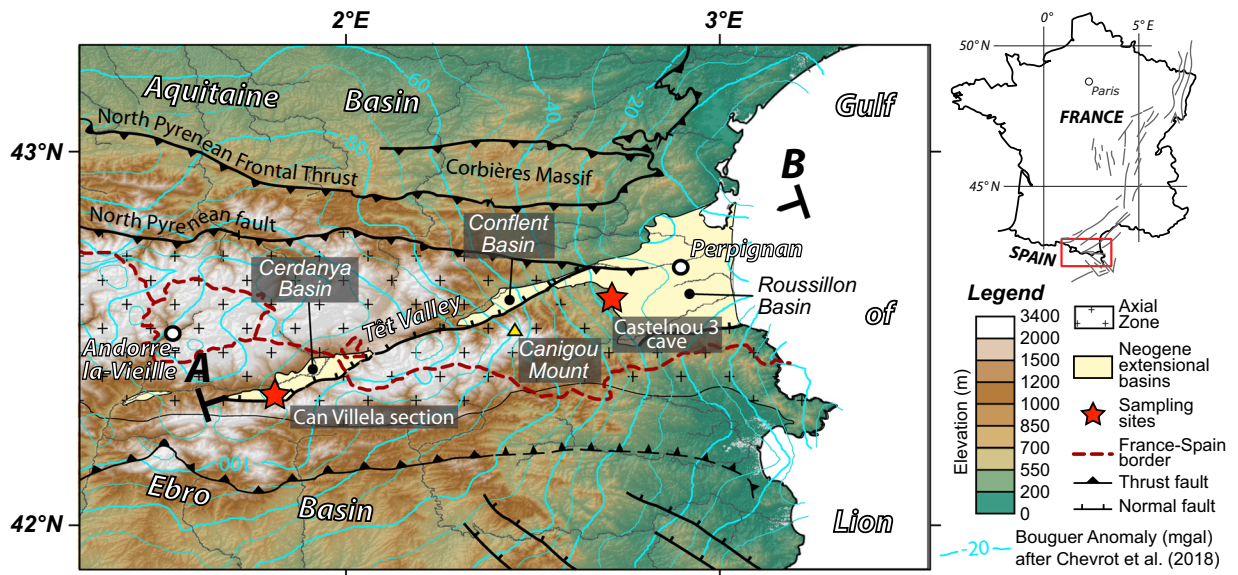 2°E
3°E
43°N
42°N
Aquitaine
Basin
North Pyrenean Frontal Thrust
Corbières Massif
North Pyrenean fault
Conflent
Basin
Cerdanya
Basin
Têt Valley
Perpignan
Roussillon
Basin
Castelnou 3
cave
Canigou
Mount
Andorre-
la-Vieille
Can Villela section
Ebro
Basin
Gulf
of
Lion
A
B
60
-40
-20
100
0°
5° E
50° N
45° N
Paris
FRANCE
SPAIN
Legend
Elevation (m)
3400
2000
1500
1200
1000
850
700
550
200
0
Axial
Zone
Neogene
extensional
basins
Sampling
sites
France-Spain
border
Thrust fault
Normal fault
-20
Bouguer Anomaly (mgal)
after Chevrot et al. (2018)